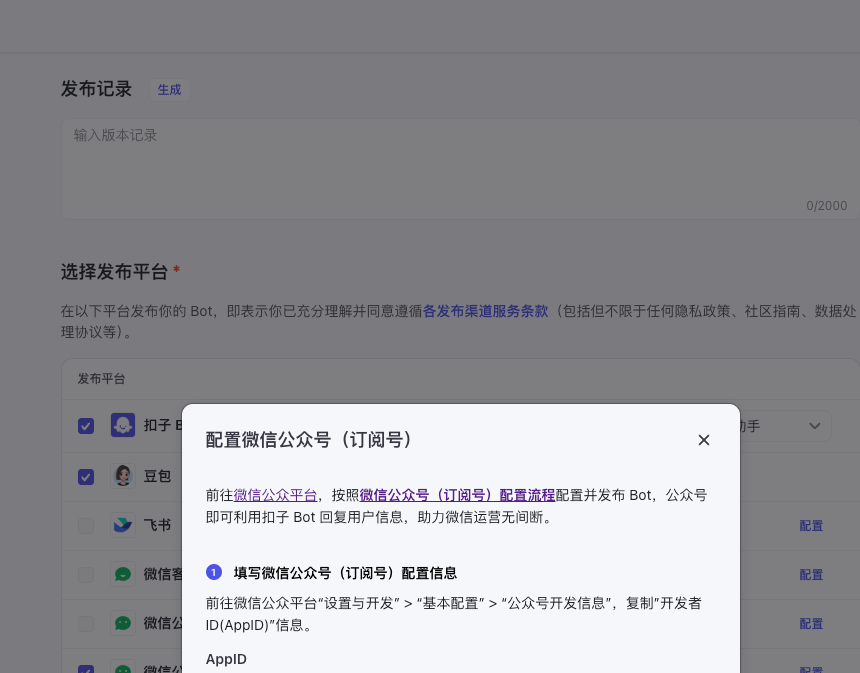 发布记录 生成
输入版本记录
0/2000
选择发布平台 *
在以下平台发布你的 Bot，即表示你已充分理解并同意遵循各发布渠道服务条款（包括但不限于任何隐私政策、社区指南、数据处
理协议等）。
发布平台
扣子 B
手
配置微信公众号（订阅号）
豆包
前往微信公众平台，按照微信公众号（订阅号）配置流程配置并发布 Bot，公众号
即可利用扣子 Bot 回复用户信息，助力微信运营无间断。
飞书 配置
微信客 配置
1 填写微信公众号（订阅号）配置信息
前往微信公众平台“设置与开发” > “基本配置” > “公众号开发信息”，复制”开发者
ID(AppID)”信息。
微信公 配置
AppID
微信公 配置